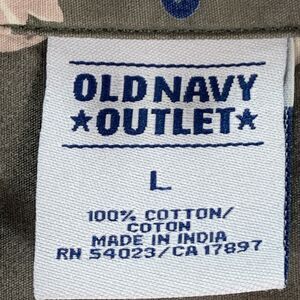 OLD NAVY
★OUTLET★
L
100% COTTON/
COTON
MADE IN INDIA
RN 54023/CA 17897